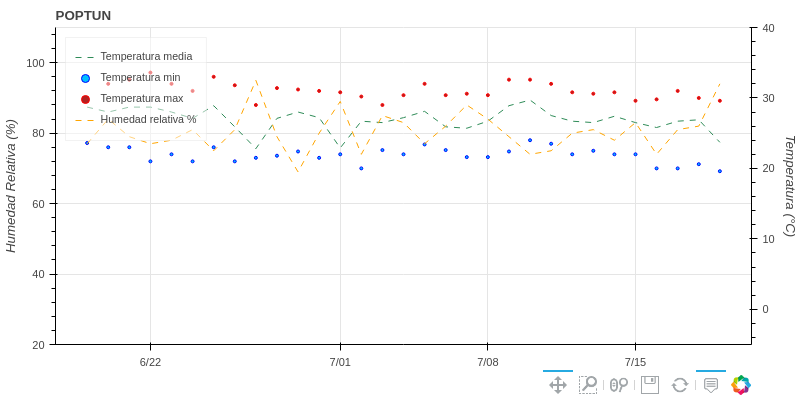 POPTUN
Humedad Relativa (%)
100
80
60
40
20
Temperatura media
Temperatura min
Temperatura max
Humedad relativa %
40
30
20
10
0
Temperatura (°C)
6/22
7/01
7/08
7/15